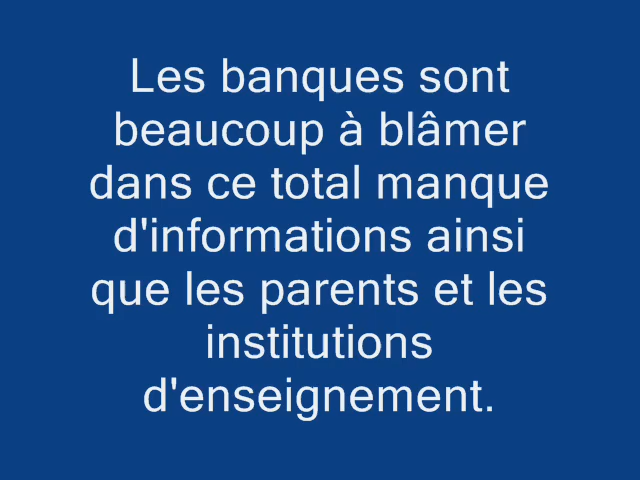 Les banques sont
beaucoup à blâmer
dans ce total manque
d'informations ainsi
que les parents et les
institutions
d'enseignement.